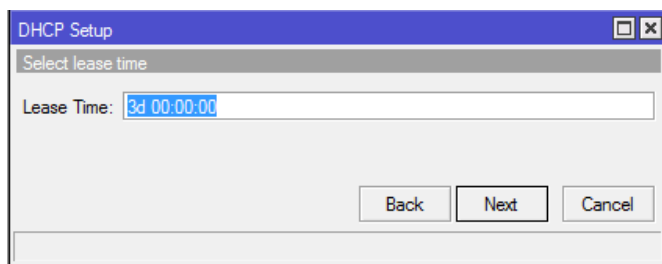 DHCP Setup
Select lease time
Lease Time: 3d 00:00:00
Back Next Cancel